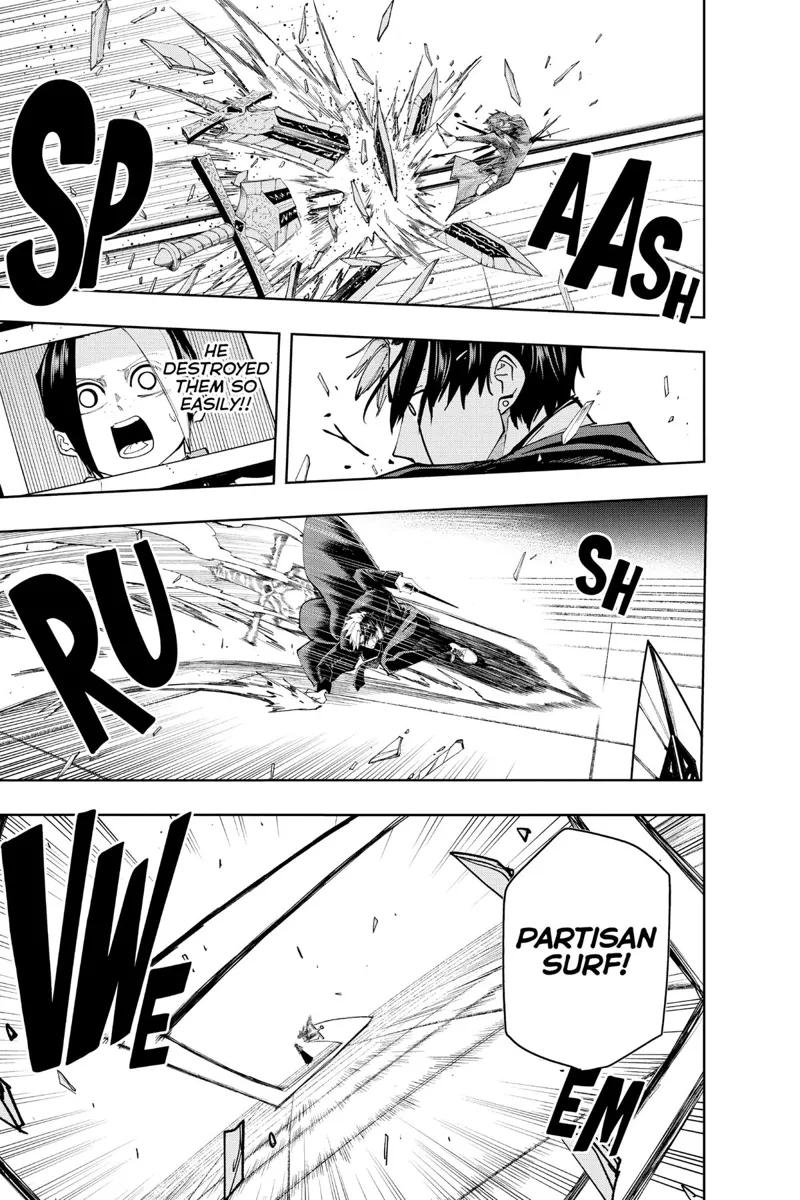 SP
AASH
HE
DESTROYED
THEM SO
EASILY!!
RU
SH
PARTISAN
SURF!
VWE
EM